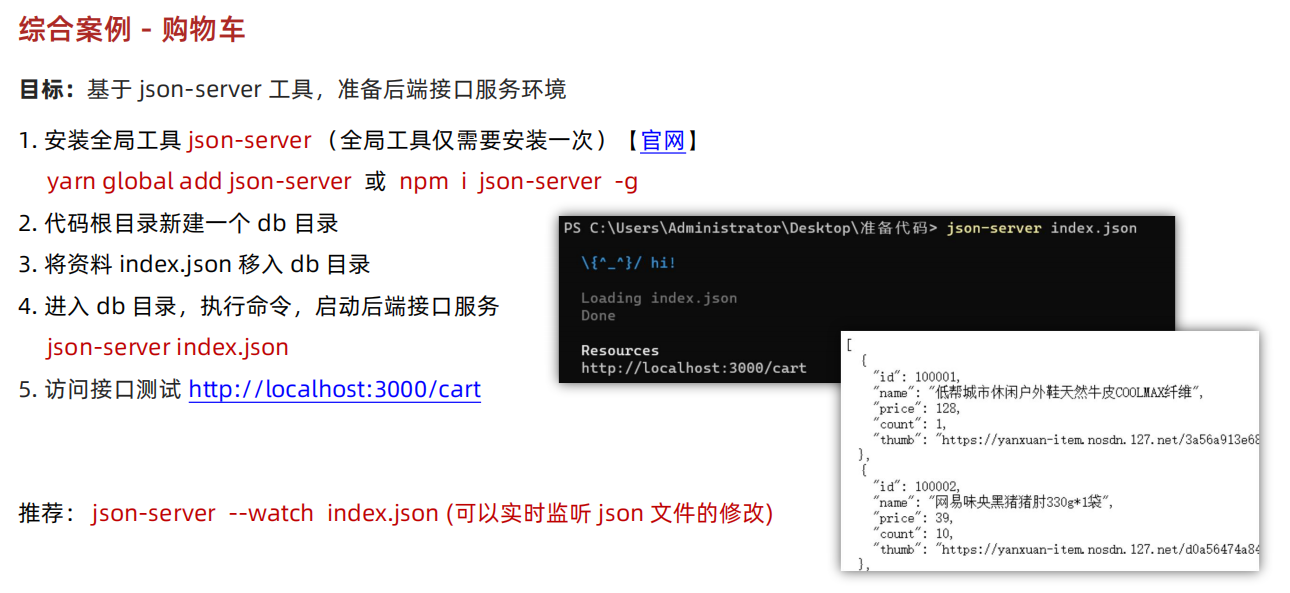 综合案例 - 购物车
目标：基于 json-server 工具，准备后端接口服务环境
1. 安装全局工具 json-server （全局工具仅需要安装一次）【官网】
yarn global add json-server 或 npm i json-server -g
2. 代码根目录新建一个 db 目录
3. 将资料 index.json 移入 db 目录
4. 进入 db 目录，执行命令，启动后端接口服务
json-server index.json
5. 访问接口测试 http://localhost:3000/cart
推荐： json-server --watch index.json (可以实时监听 json 文件的修改)
PS C:\Users\Administrator\Desktop\准备代码> json-server index.json
\{^_^}/ hi!
Loading index.json
Done
Resources
http://localhost:3000/cart
[
{
"id": 100001,
"name": "低帮城市休闲户外鞋天然牛皮COOLMAX纤维",
"price": 128,
"count": 1,
"thumb": "https://yanxuan-item.nosdn.127.net/3a56a913e68
},
{
"id": 100002,
"name": "网易味央黑猪猪肘330g*1袋",
"price": 39,
"count": 10,
"thumb": "https://yanxuan-item.nosdn.127.net/d0a56474a84
},